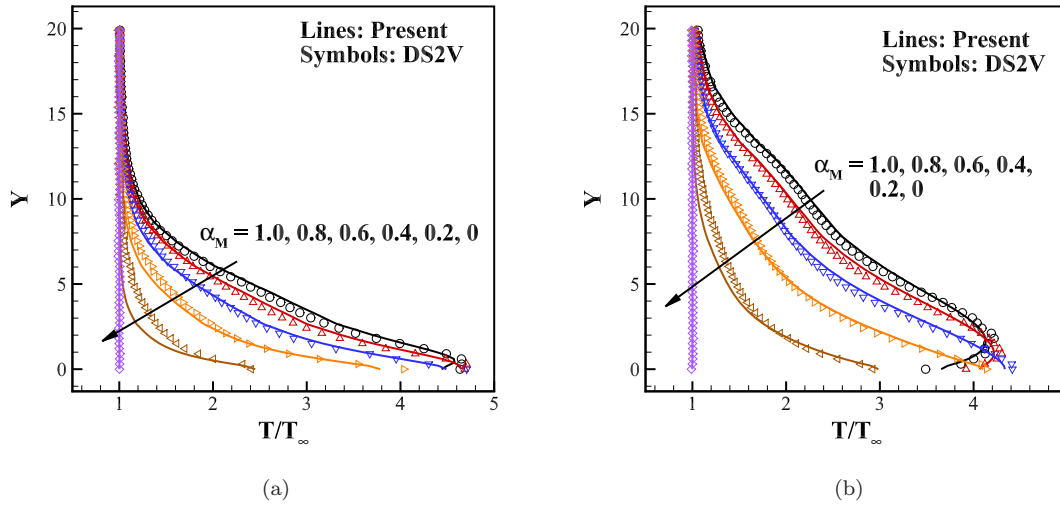 20
15
10
5
0
Y
Lines: Present
Symbols: DS2V
α_M = 1.0, 0.8, 0.6, 0.4, 0.2, 0
1 2 3 4 5
T/T_∞
(a)
20
15
10
5
0
Y
Lines: Present
Symbols: DS2V
α_M = 1.0, 0.8, 0.6, 0.4,
0.2, 0
1 2 3 4
T/T_∞
(b)